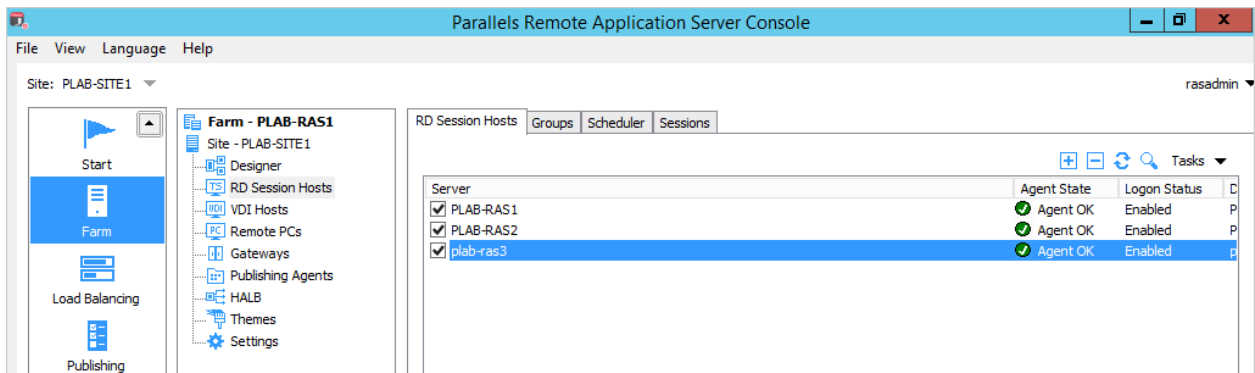 Parallels Remote Application Server Console
File View Language Help
Site: PLAB-SITE1
rasadmin
Start
Farm
Load Balancing
Publishing
Farm - PLAB-RAS1
Site - PLAB-SITE1
Designer
TS RD Session Hosts
VDI VDI Hosts
PC Remote PCs
Gateways
Publishing Agents
HALB
Themes
Settings
RD Session Hosts Groups Scheduler Sessions
Tasks
Server Agent State Logon Status D
PLAB-RAS1 Agent OK Enabled P
PLAB-RAS2 Agent OK Enabled P
plab-ras3 Agent OK Enabled p